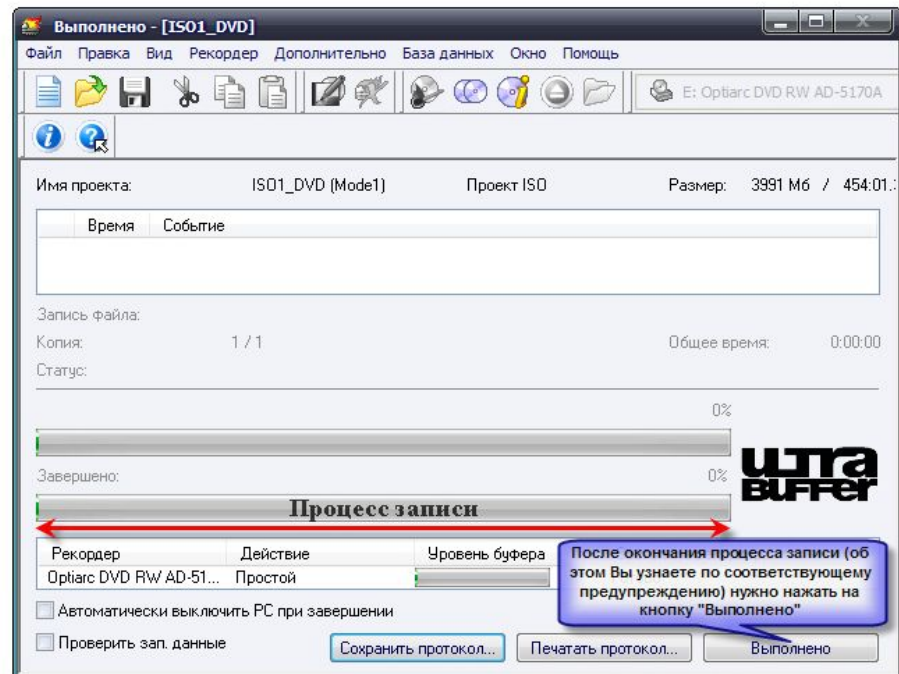 Выполнено - [ISO1_DVD]
Файл Правка Вид Рекордер Дополнительно База данных Окно Помощь
E: Optiarc DVD RW AD-5170A
Имя проекта: ISO1_DVD (Mode1) Проект ISO Размер: 3991 Мб / 454:01.
Время Событие
Запись файла:
Копия: 1 / 1 Общее время: 0:00:00
Статус:
0%
Завершено: 0%
ULTRA
BUFFER
Процесс записи
Рекордер Действие Уровень буфера
Optiarc DVD RW AD-51... Простой
После окончания процесса записи (об
этом Вы узнаете по соответствующему
предупреждению) нужно нажать на
кнопку "Выполнено"
Автоматически выключить PC при завершении
Проверить зап. данные
Сохранить протокол... Печатать протокол... Выполнено